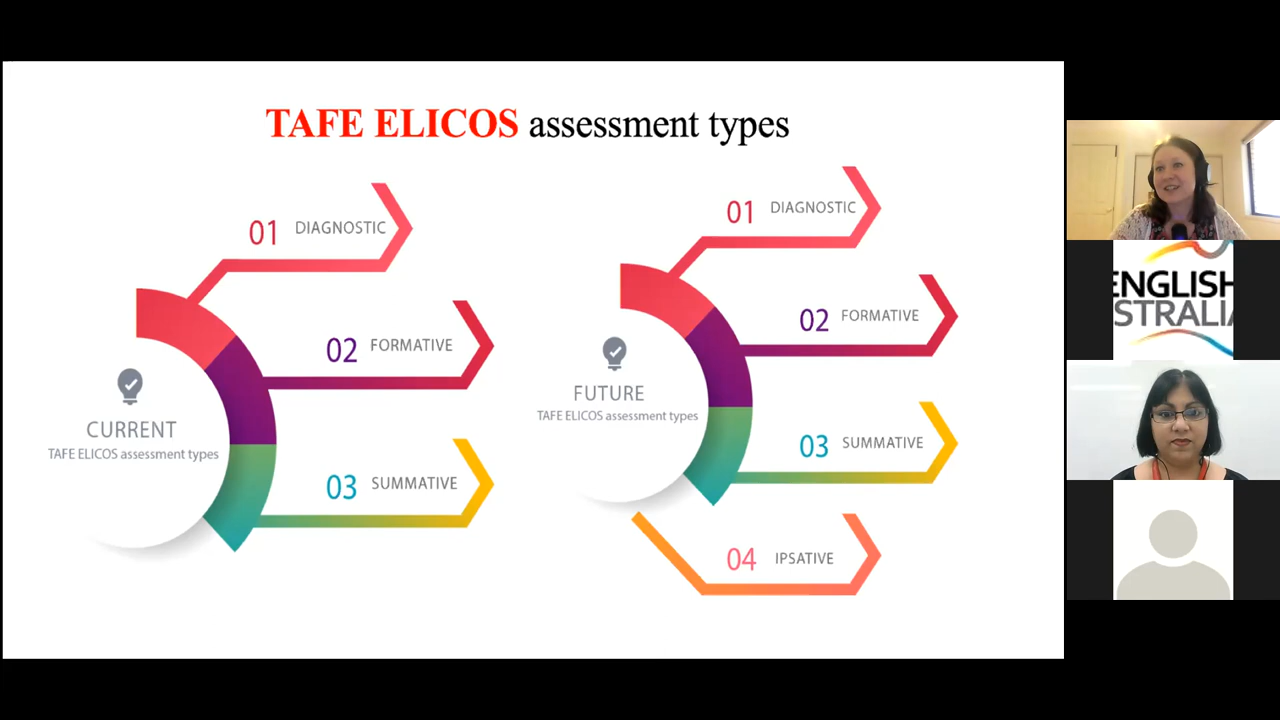 TAFE ELICOS assessment types
01 DIAGNOSTIC
02 FORMATIVE
CURRENT
TAFE ELICOS assessment types
03 SUMMATIVE
01 DIAGNOSTIC
02 FORMATIVE
FUTURE
TAFE ELICOS assessment types
03 SUMMATIVE
04 IPSATIVE
ENGLISH
STRALIA